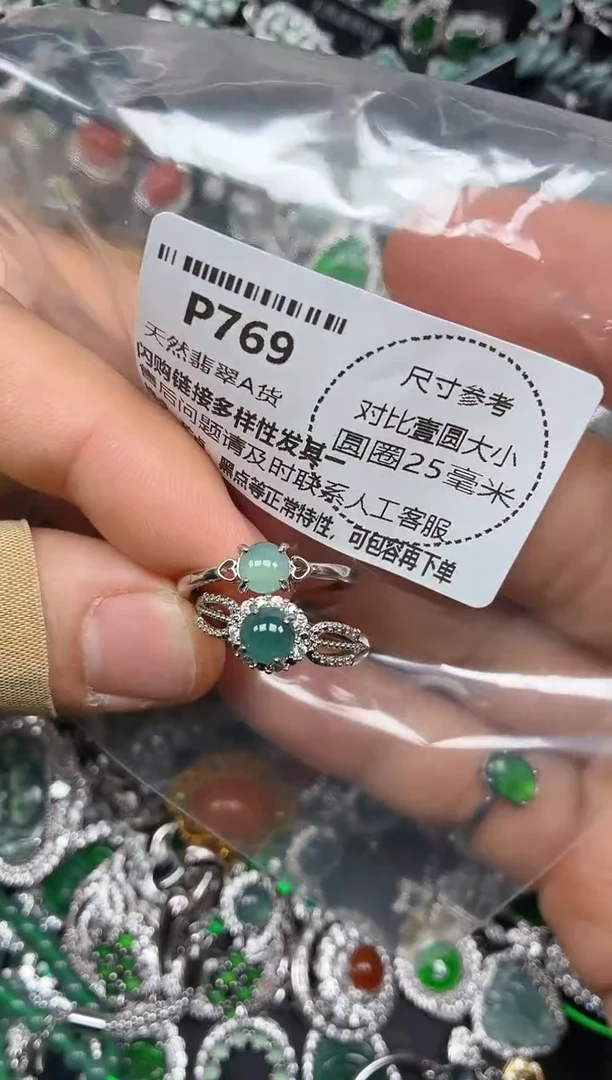 P769
天然翡翠A货
闪购链接多样性发其一
售后问题请及时联系人工客服
黑点等正常特性，可包容再下单
尺寸参考
对比壹圆大小
圆圈25毫米